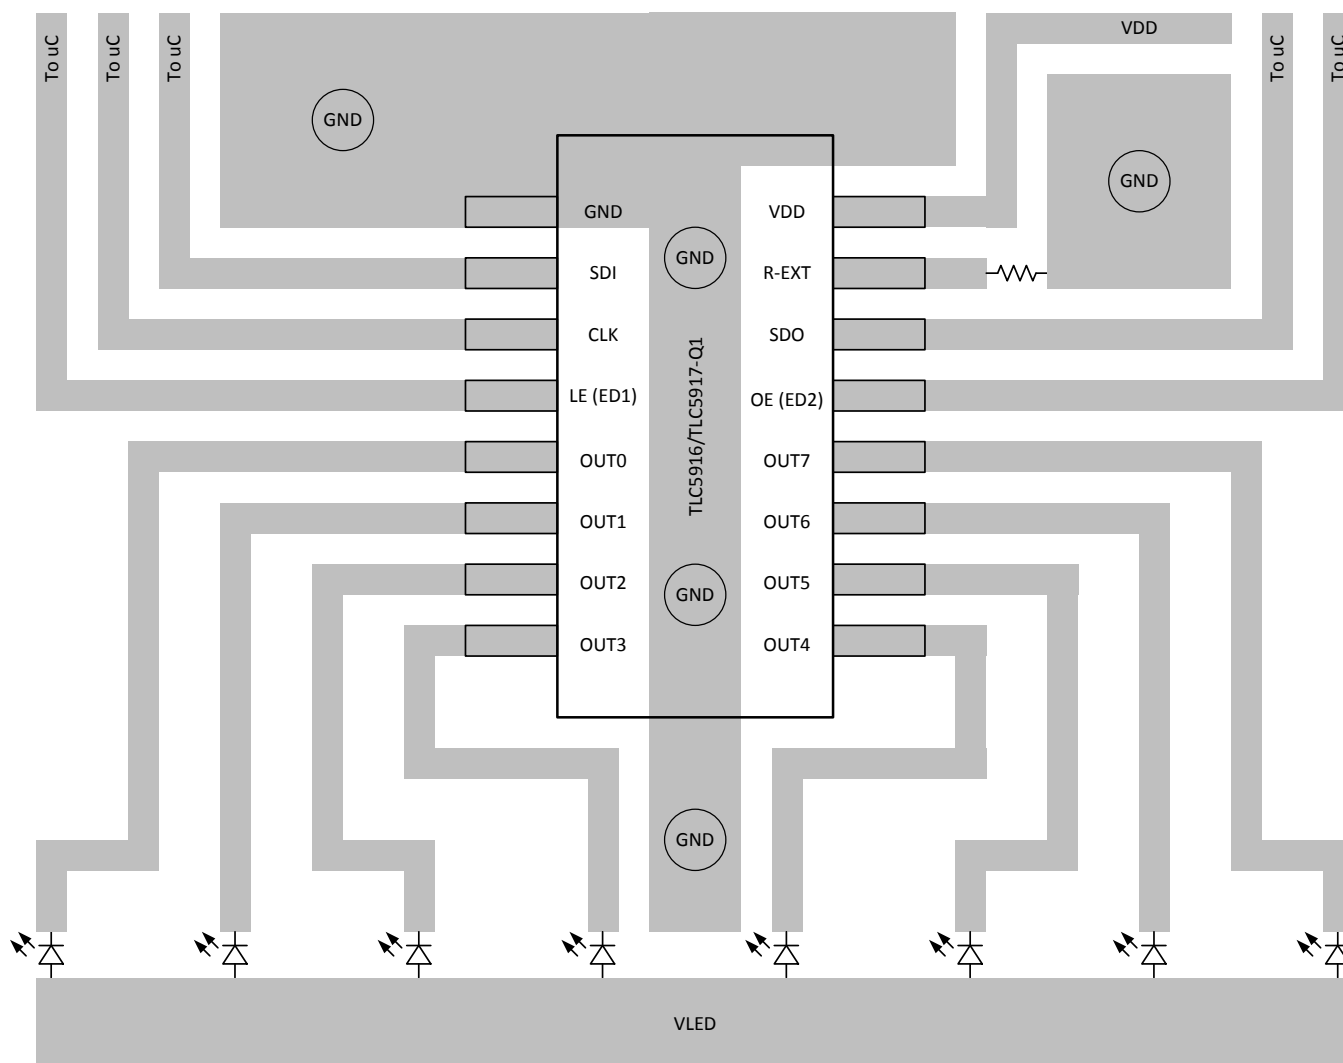 To uC
To uC
To uC
VDD
To uC
To uC
GND
GND
GND
VDD
GND
SDI
R-EXT
CLK
SDO
TLC5916/TLC5917-Q1
LE (ED1)
OE (ED2)
OUT0
OUT7
OUT1
OUT6
OUT2
OUT5
GND
OUT3
OUT4
GND
VLED